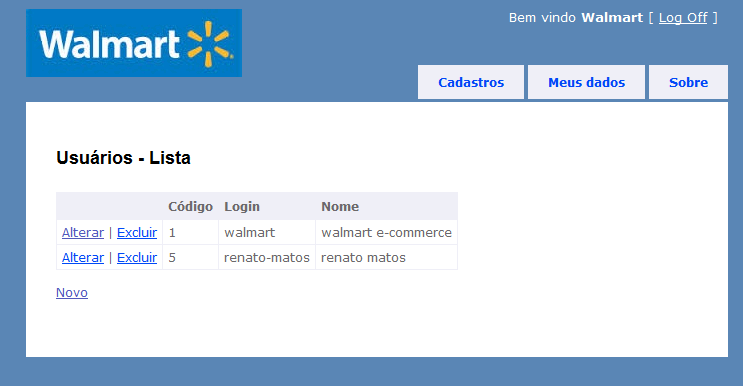 Walmart
Bem vindo Walmart [ Log Off ]
Cadastros Meus dados Sobre
Usuários - Lista
Código Login Nome
Alterar | Excluir 1 walmart walmart e-commerce
Alterar | Excluir 5 renato-matos renato matos
Novo